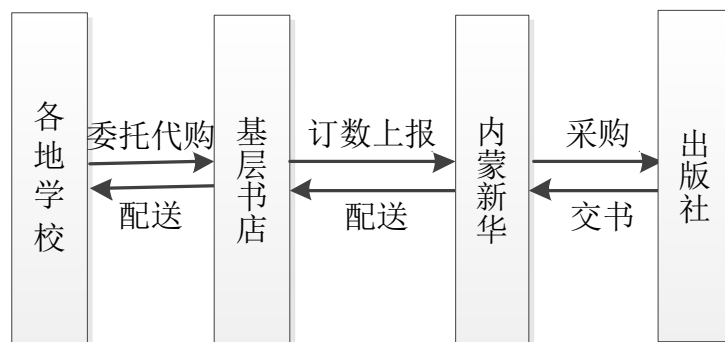 各地学校
委托代购
配送
基层书店
订数上报
配送
内蒙新华
采购
交书
出版社